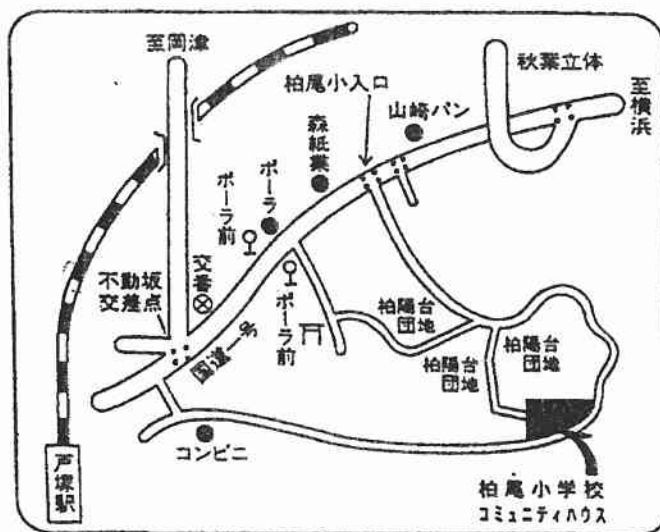 至岡津
秋葉立体
至横浜
柏尾小入口
山崎パン
森紙業
ポーラ
ポーラ前
交番
不動坂
交差点
国道一号
ポーラ前
柏陽台
団地
柏陽台
団地
柏陽台
団地
コンビニ
戸塚駅
柏尾小学校
コミュニティハウス